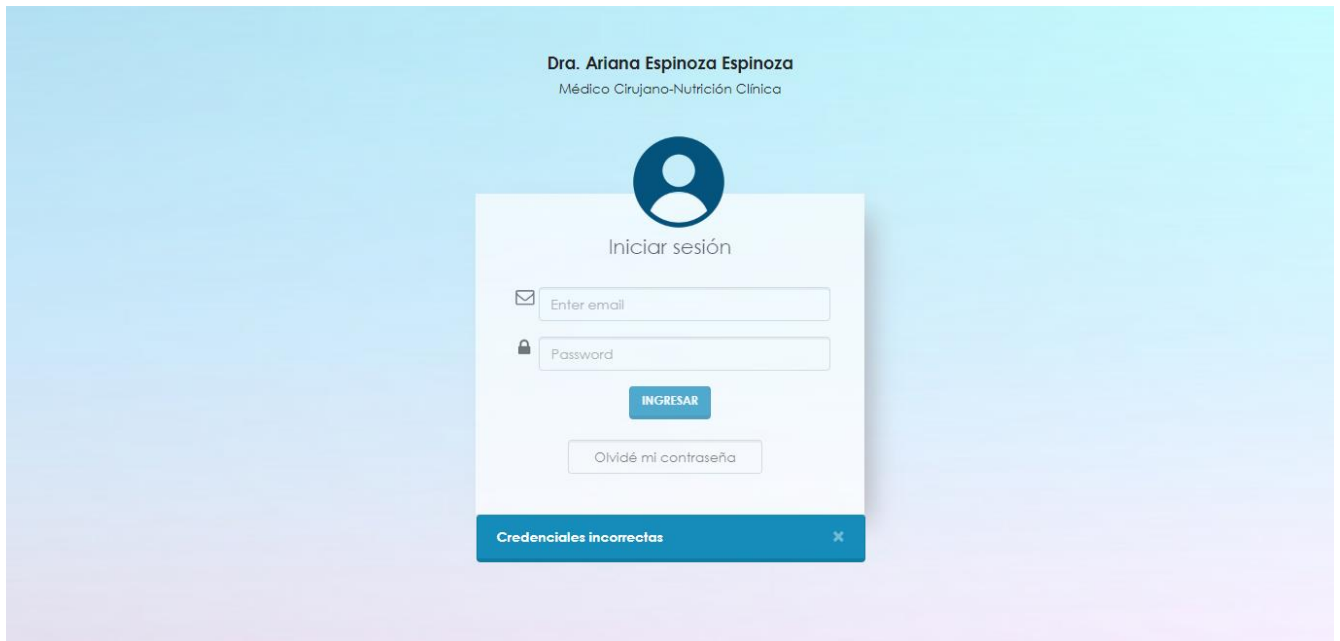 Dra. Ariana Espinoza Espinoza
Médico Cirujano-Nutrición Clínica
Iniciar sesión
Enter email
Password
INGRESAR
Olvidé mi contraseña
Credenciales incorrectas ×